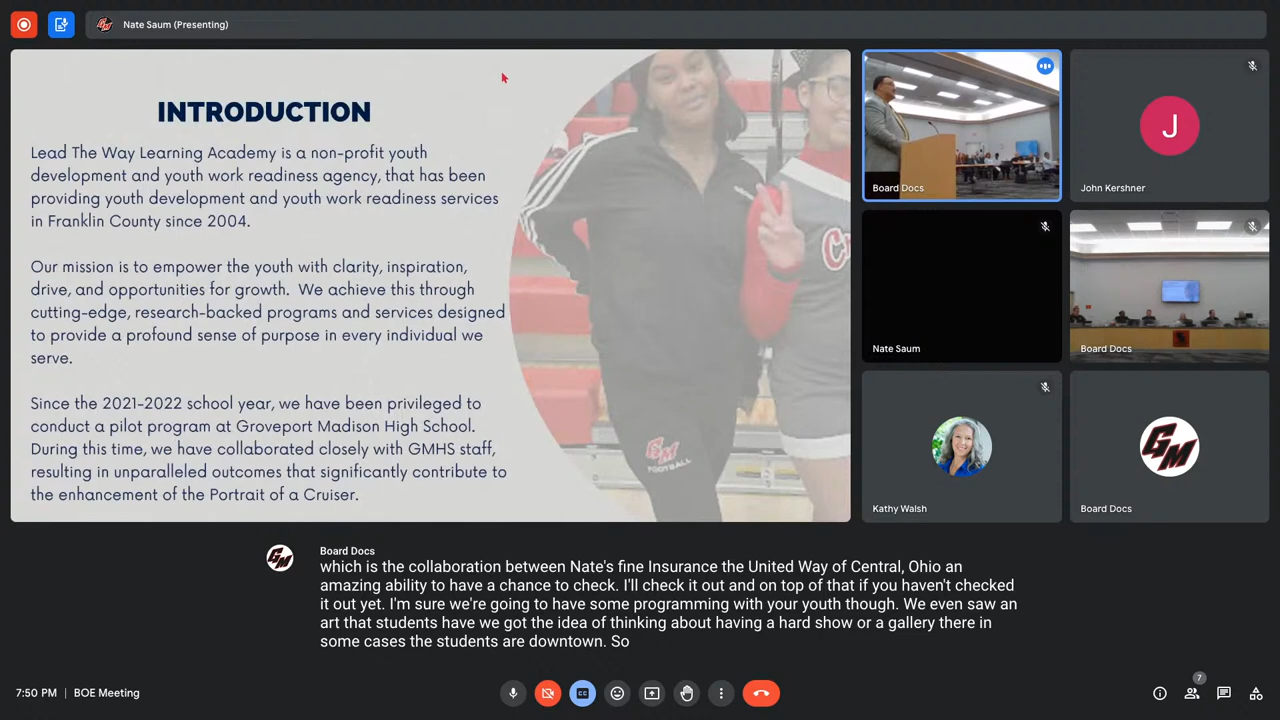 Nate Saum (Presenting)
INTRODUCTION
Lead The Way Learning Academy is a non-profit youth
development and youth work readiness agency, that has been
providing youth development and youth work readiness services
in Franklin County since 2004.
Our mission is to empower the youth with clarity, inspiration,
drive, and opportunities for growth. We achieve this through
cutting-edge, research-backed programs and services designed
to provide a profound sense of purpose in every individual we
serve.
Since the 2021-2022 school year, we have been privileged to
conduct a pilot program at Groveport Madison High School.
During this time, we have collaborated closely with GMHS staff,
resulting in unparalleled outcomes that significantly contribute to
the enhancement of the Portrait of a Cruiser.
GM
FOOTBALL
Cr
Board Docs
J
John Kershner
Nate Saum
Board Docs
Kathy Walsh
GM
Board Docs
GM
Board Docs
which is the collaboration between Nate's fine Insurance the United Way of Central, Ohio an
amazing ability to have a chance to check. I'll check it out and on top of that if you haven't checked
it out yet. I'm sure we're going to have some programming with your youth though. We even saw an
art that students have we got the idea of thinking about having a hard show or a gallery there in
some cases the students are downtown. So
7:50 PM | BOE Meeting
CC
7